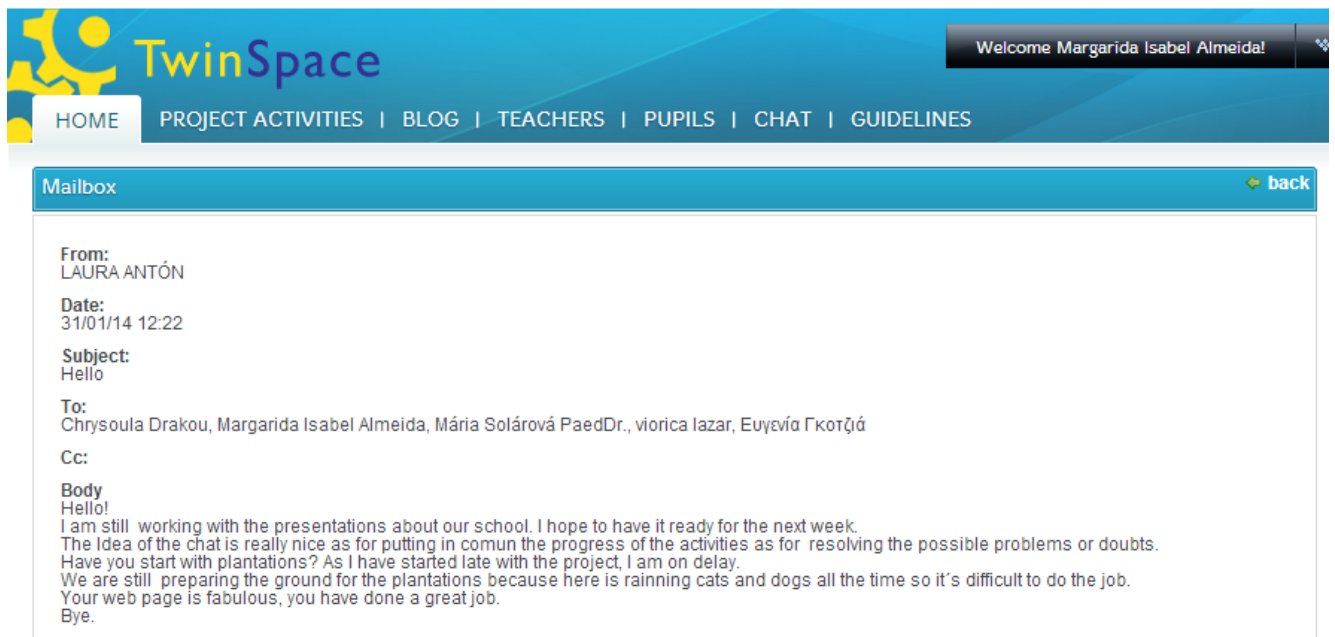 TwinSpace
Welcome Margarida Isabel Almeida!
HOME PROJECT ACTIVITIES | BLOG | TEACHERS | PUPILS | CHAT | GUIDELINES
Mailbox back
From:
LAURA ANTÓN
Date:
31/01/14 12:22
Subject:
Hello
To:
Chrysoula Drakou, Margarida Isabel Almeida, Mária Solárová PaedDr., viorica lazar, Ευγενία Γκοτζιά
Cc:
Body
Hello!
I am still working with the presentations about our school. I hope to have it ready for the next week.
The Idea of the chat is really nice as for putting in comun the progress of the activities as for resolving the possible problems or doubts.
Have you start with plantations? As I have started late with the project, I am on delay.
We are still preparing the ground for the plantations because here is rainning cats and dogs all the time so it´s difficult to do the job.
Your web page is fabulous, you have done a great job.
Bye.